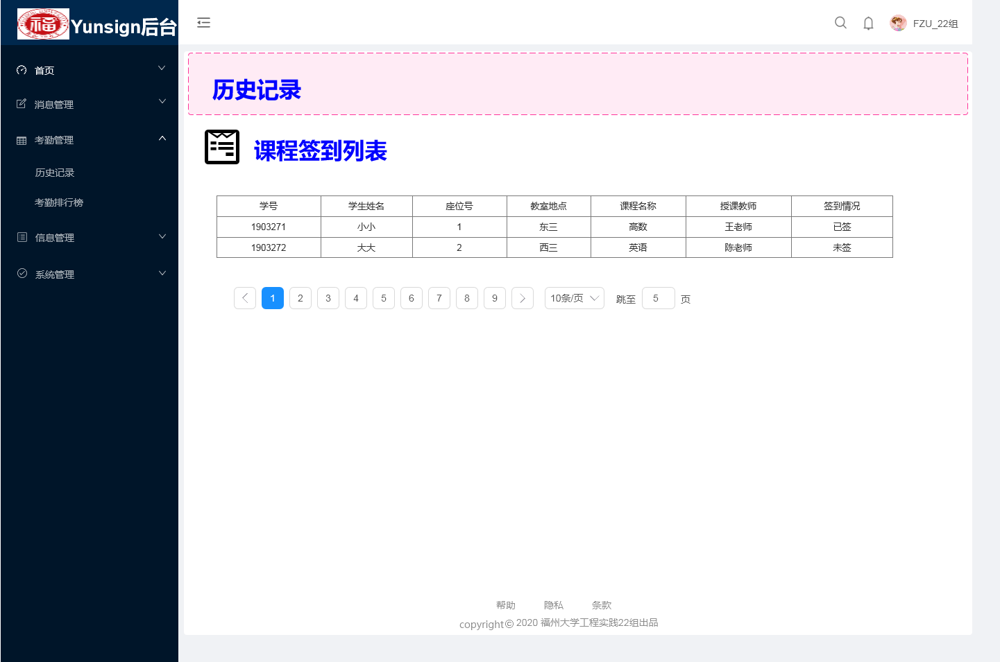 福
Yunsign后台
FZU_22组
首页
消息管理
考勤管理
历史记录
考勤排行榜
信息管理
系统管理
历史记录
课程签到列表
学号 学生姓名 座位号 教室地点 课程名称 授课教师 签到情况
1903271 小小 1 东三 高数 王老师 已签
1903272 大大 2 西三 英语 陈老师 未签
1 2 3 4 5 6 7 8 9 10条/页 跳至 5 页
帮助 隐私 条款
copyright© 2020 福州大学工程实践22组出品